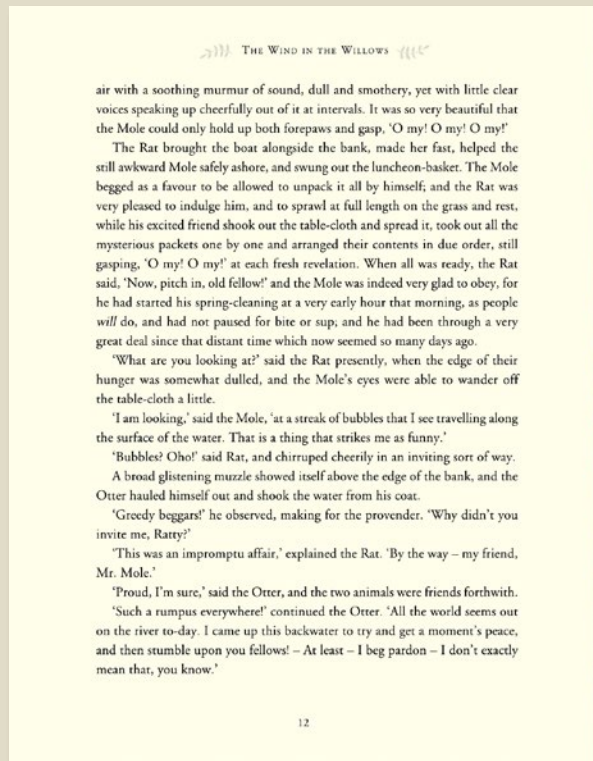 THE WIND IN THE WILLOWS
air with a soothing murmur of sound, dull and smothery, yet with little clear
voices speaking up cheerfully out of it at intervals. It was so very beautiful that
the Mole could only hold up both forepaws and gasp, ‘O my! O my! O my!’
The Rat brought the boat alongside the bank, made her fast, helped the
still awkward Mole safely ashore, and swung out the luncheon-basket. The Mole
begged as a favour to be allowed to unpack it all by himself; and the Rat was
very pleased to indulge him, and to sprawl at full length on the grass and rest,
while his excited friend shook out the table-cloth and spread it, took out all the
mysterious packets one by one and arranged their contents in due order, still
gasping, ‘O my! O my!’ at each fresh revelation. When all was ready, the Rat
said, ‘Now, pitch in, old fellow!’ and the Mole was indeed very glad to obey, for
he had started his spring-cleaning at a very early hour that morning, as people
will do, and had not paused for bite or sup; and he had been through a very
great deal since that distant time which now seemed so many days ago.
‘What are you looking at?’ said the Rat presently, when the edge of their
hunger was somewhat dulled, and the Mole’s eyes were able to wander off
the table-cloth a little.
‘I am looking,’ said the Mole, ‘at a streak of bubbles that I see travelling along
the surface of the water. That is a thing that strikes me as funny.’
‘Bubbles? Oho!’ said Rat, and chirruped cheerily in an inviting sort of way.
A broad glistening muzzle showed itself above the edge of the bank, and the
Otter hauled himself out and shook the water from his coat.
‘Greedy beggars!’ he observed, making for the provender. ‘Why didn’t you
invite me, Ratty?’
‘This was an impromptu affair,’ explained the Rat. ‘By the way – my friend,
Mr. Mole.’
‘Proud, I’m sure,’ said the Otter, and the two animals were friends forthwith.
‘Such a rumpus everywhere!’ continued the Otter. ‘All the world seems out
on the river to-day. I came up this backwater to try and get a moment’s peace,
and then stumble upon you fellows! – At least – I beg pardon – I don’t exactly
mean that, you know.’
12